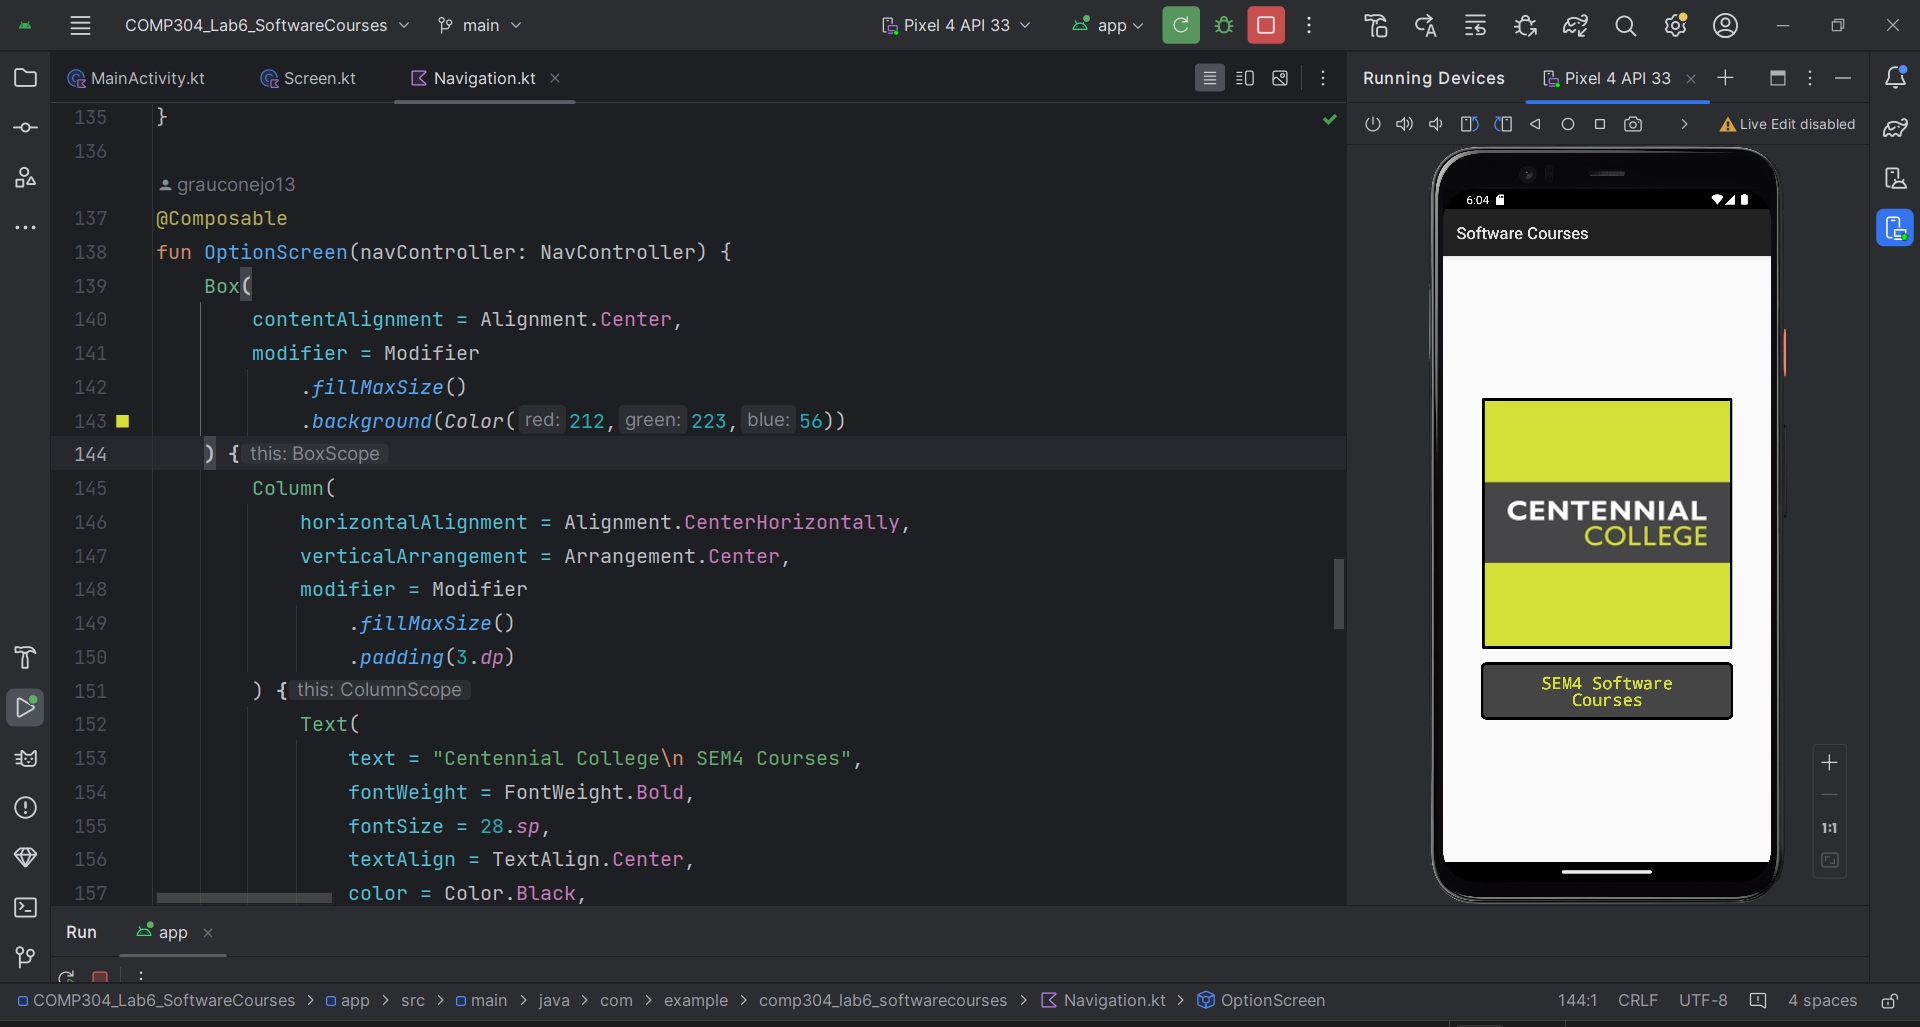 COMP304_Lab6_SoftwareCourses
main
Pixel 4 API 33
app
MainActivity.kt
Screen.kt
Navigation.kt
Running Devices
Pixel 4 API 33
Live Edit disabled
135 }
136
grauconejo13
137 @Composable
138 fun OptionScreen(navController: NavController) {
139 Box(
140 contentAlignment = Alignment.Center,
141 modifier = Modifier
142 .fillMaxSize()
143 .background(Color( red: 212, green: 223, blue: 56))
144 ) { this: BoxScope
145 Column(
146 horizontalAlignment = Alignment.CenterHorizontally,
147 verticalArrangement = Arrangement.Center,
148 modifier = Modifier
149 .fillMaxSize()
150 .padding(3.dp)
151 ) { this: ColumnScope
152 Text(
153 text = "Centennial College\n SEM4 Courses",
154 fontWeight = FontWeight.Bold,
155 fontSize = 28.sp,
156 textAlign = TextAlign.Center,
157 color = Color.Black,
6:04
Software Courses
CENTENNIAL
COLLEGE
SEM4 Software
Courses
1:1
Run
app
COMP304_Lab6_SoftwareCourses > app > src > main > java > com > example > comp304_lab6_softwarecourses > Navigation.kt > OptionScreen
144:1 CRLF UTF-8 4 spaces